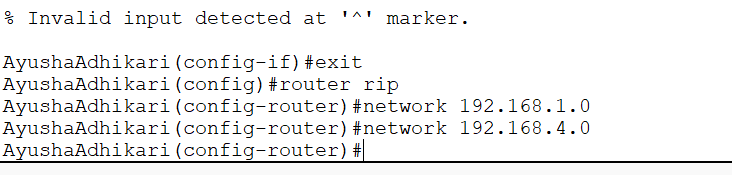 % Invalid input detected at '^' marker.
AyushaAdhikari(config-if)#exit
AyushaAdhikari(config)#router rip
AyushaAdhikari(config-router)#network 192.168.1.0
AyushaAdhikari(config-router)#network 192.168.4.0
AyushaAdhikari(config-router)#